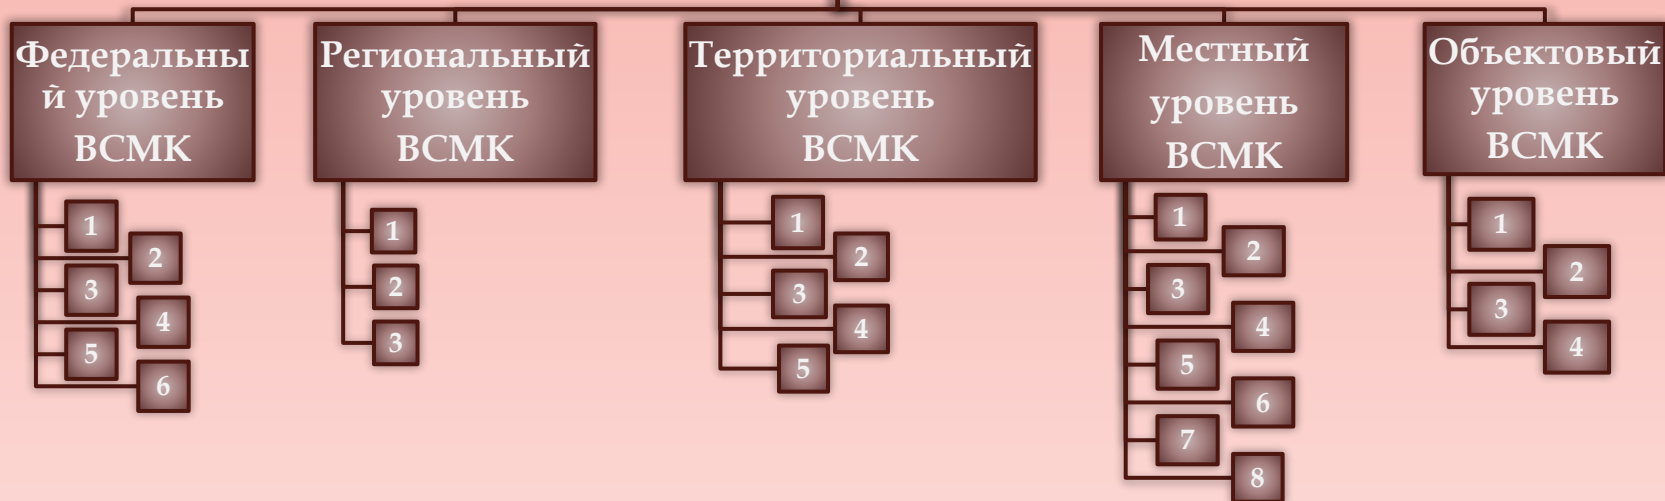 Федеральны
й уровень
ВСМК
1
2
3
4
5
6
Региональный
уровень
ВСМК
1
2
3
Территориальный
уровень
ВСМК
1
2
3
4
5
Местный
уровень
ВСМК
1
2
3
4
5
6
7
8
Объектовый
уровень
ВСМК
1
2
3
4